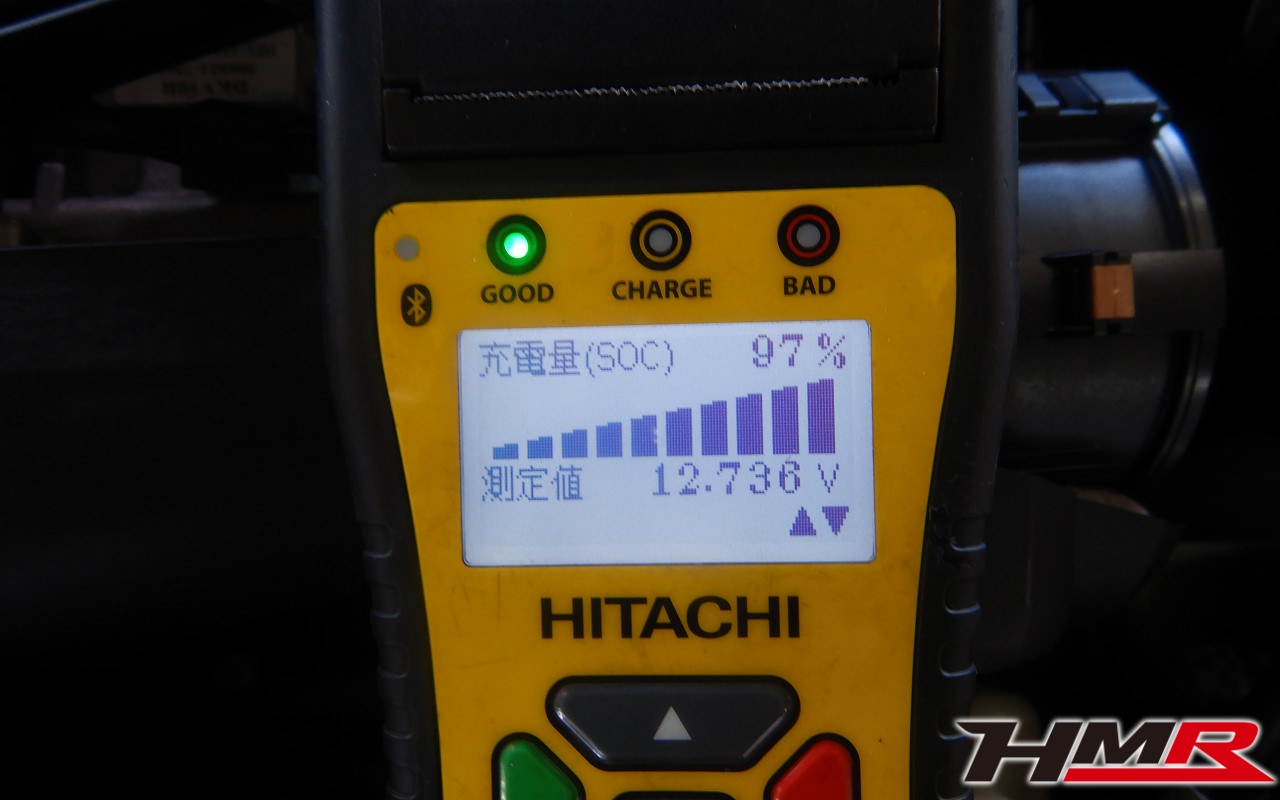 GOOD CHARGE BAD
充電量(SOC) 97%
測定値 12.736 V
HITACHI
HMR